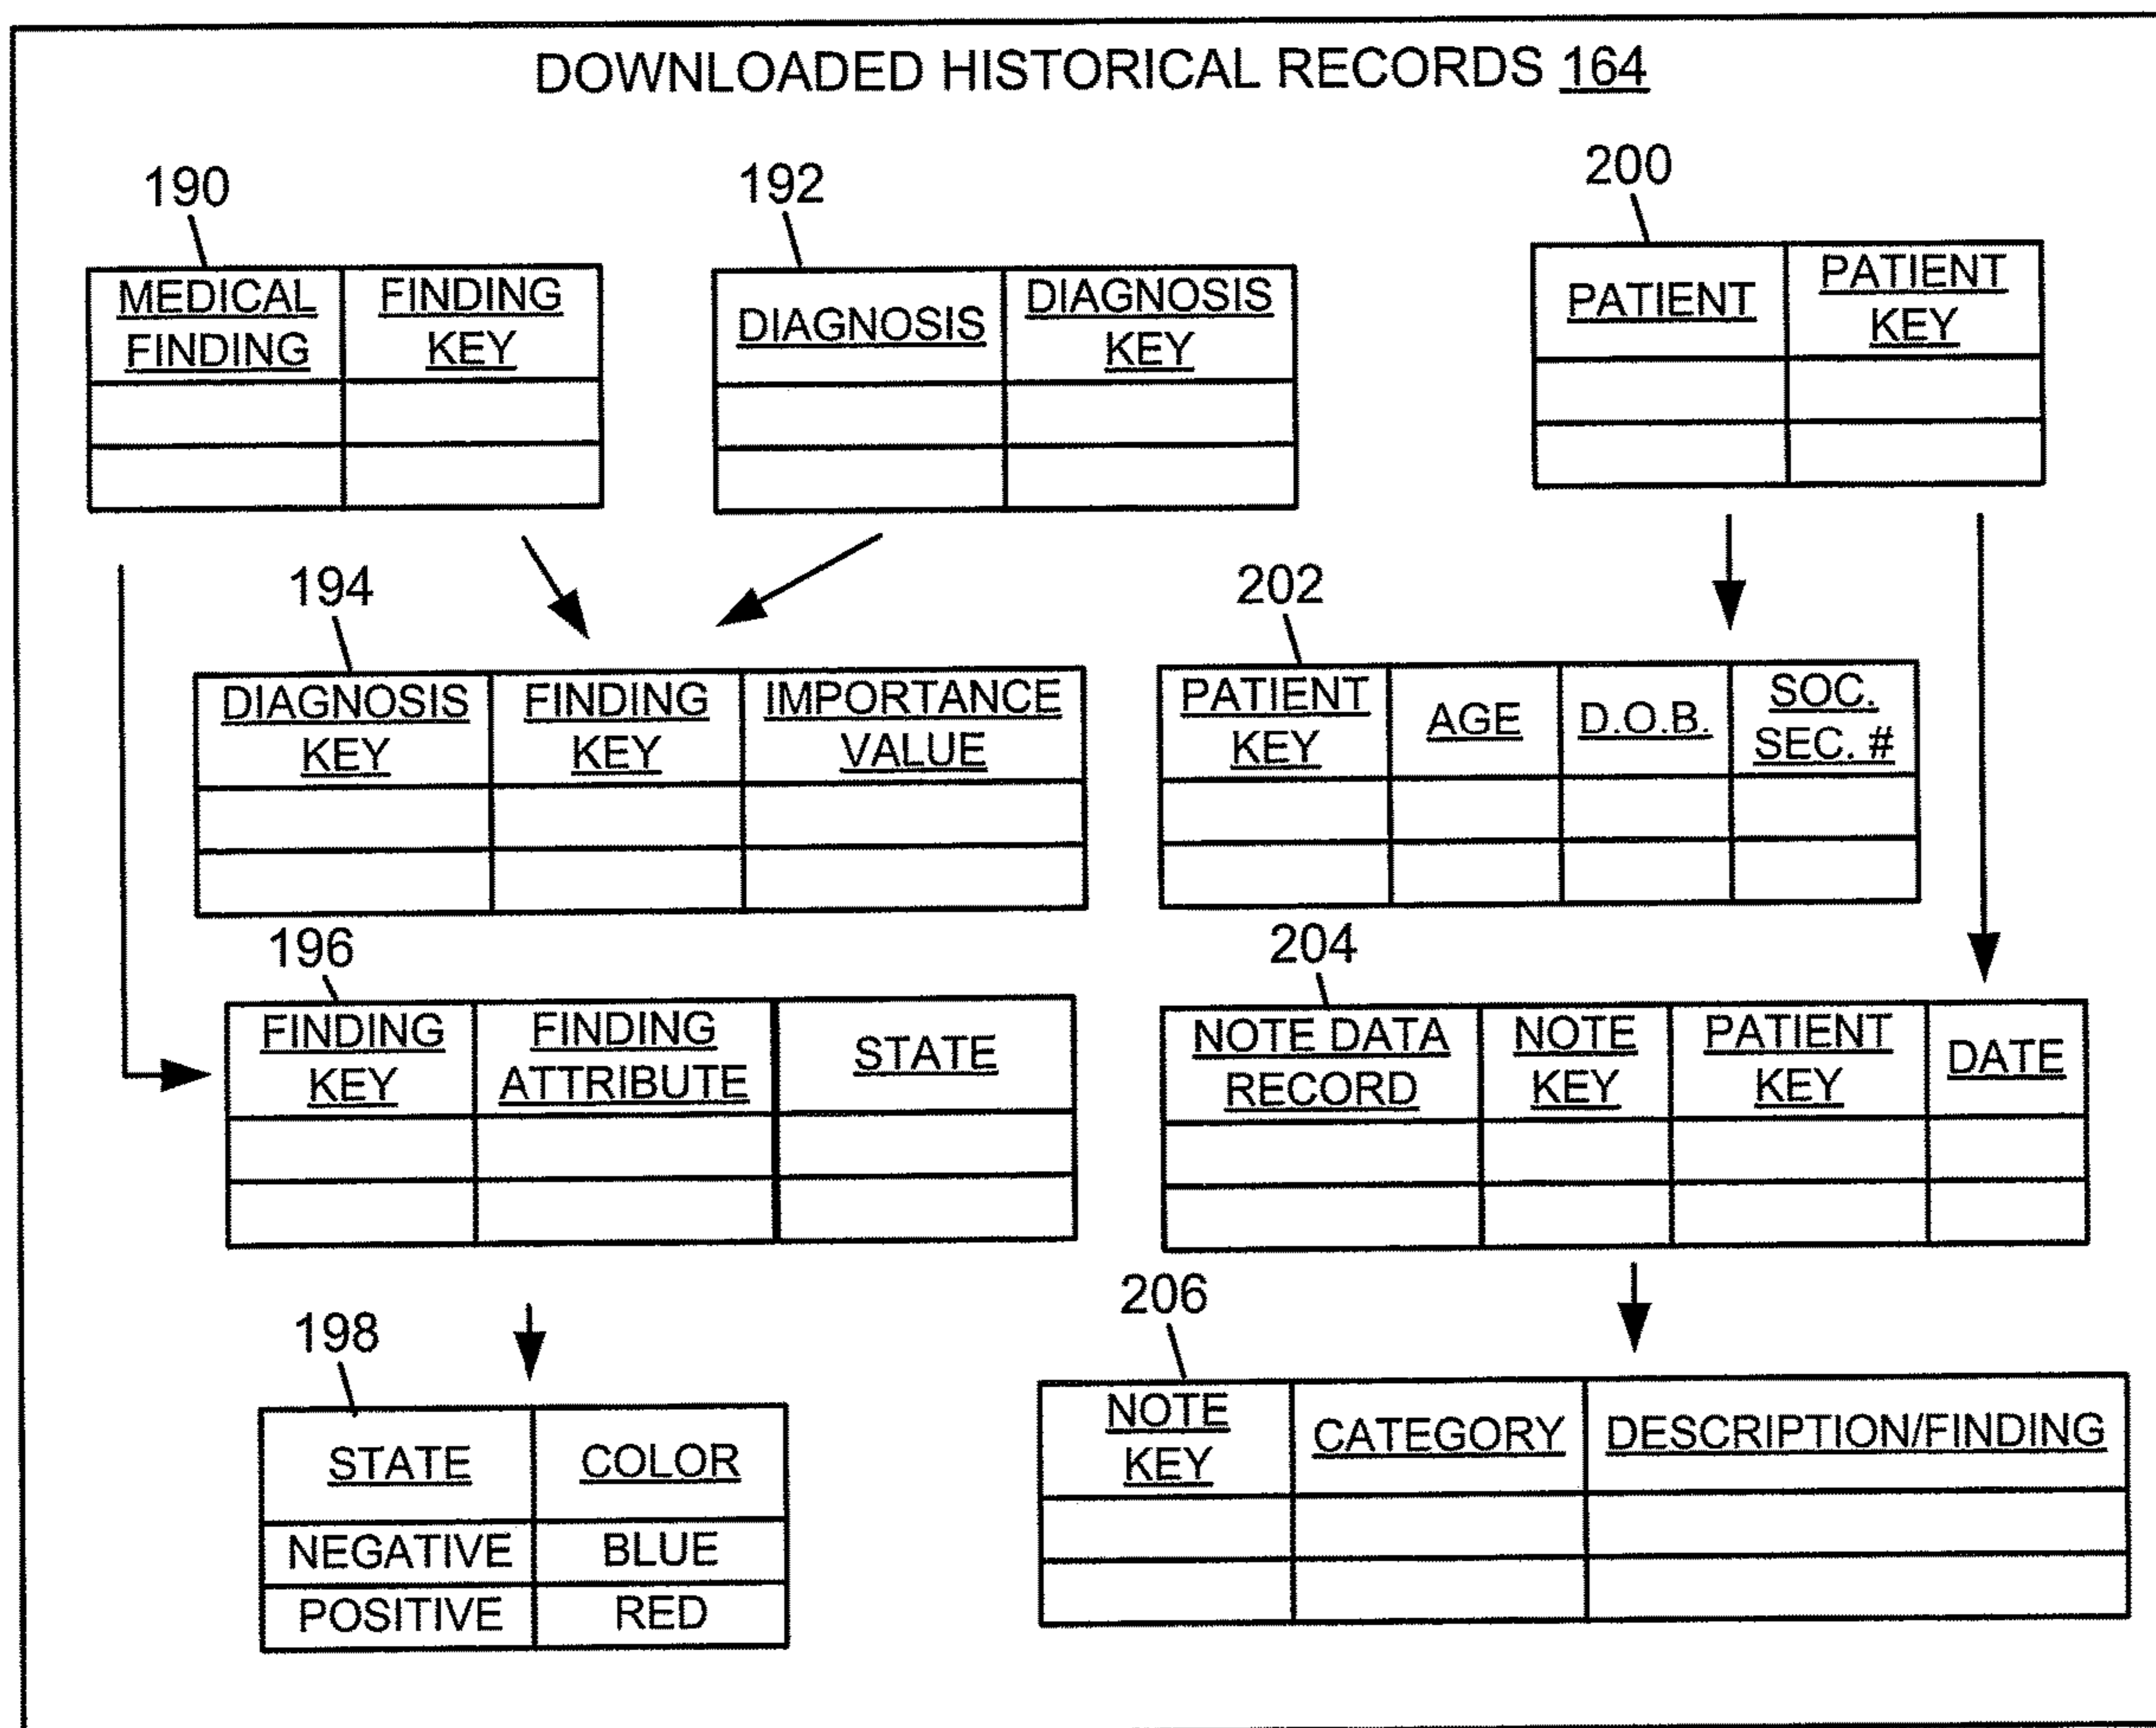 DOWNLOADED HISTORICAL RECORDS 164
190
MEDICAL
FINDING
FINDING
KEY
192
DIAGNOSIS
DIAGNOSIS
KEY
200
PATIENT
PATIENT
KEY
194
DIAGNOSIS
KEY
FINDING
KEY
IMPORTANCE
VALUE
202
PATIENT
KEY
AGE
D.O.B.
SOC.
SEC. #
196
FINDING
KEY
FINDING
ATTRIBUTE
STATE
204
NOTE DATA
RECORD
NOTE
KEY
PATIENT
KEY
DATE
198
STATE
COLOR
NEGATIVE
BLUE
POSITIVE
RED
206
NOTE
KEY
CATEGORY
DESCRIPTION/FINDING